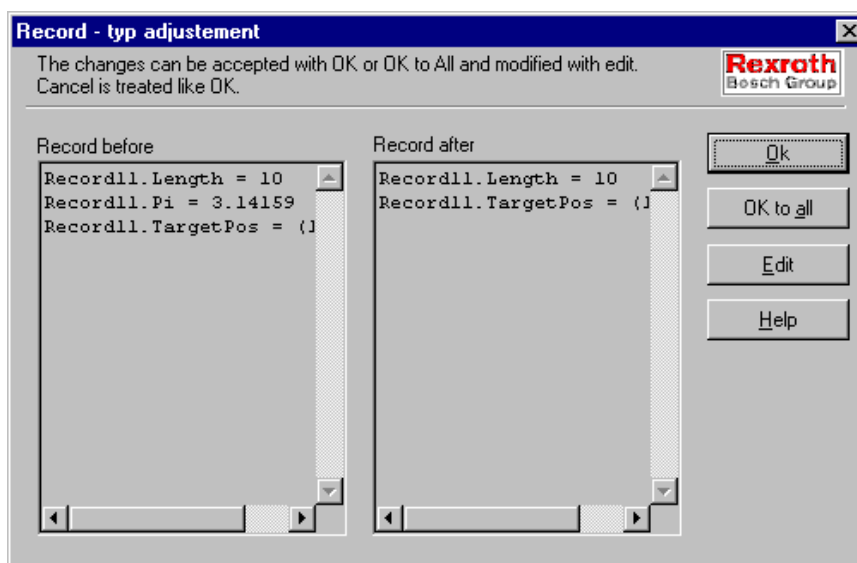 Record - typ adjustement
The changes can be accepted with OK or OK to All and modified with edit.
Cancel is treated like OK.
Rexroth
Bosch Group
Record before
Record11.Length = 10
Record11.Pi = 3.14159
Record11.TargetPos = (1
Record after
Record11.Length = 10
Record11.TargetPos = (1
Ok
OK to all
Edit
Help